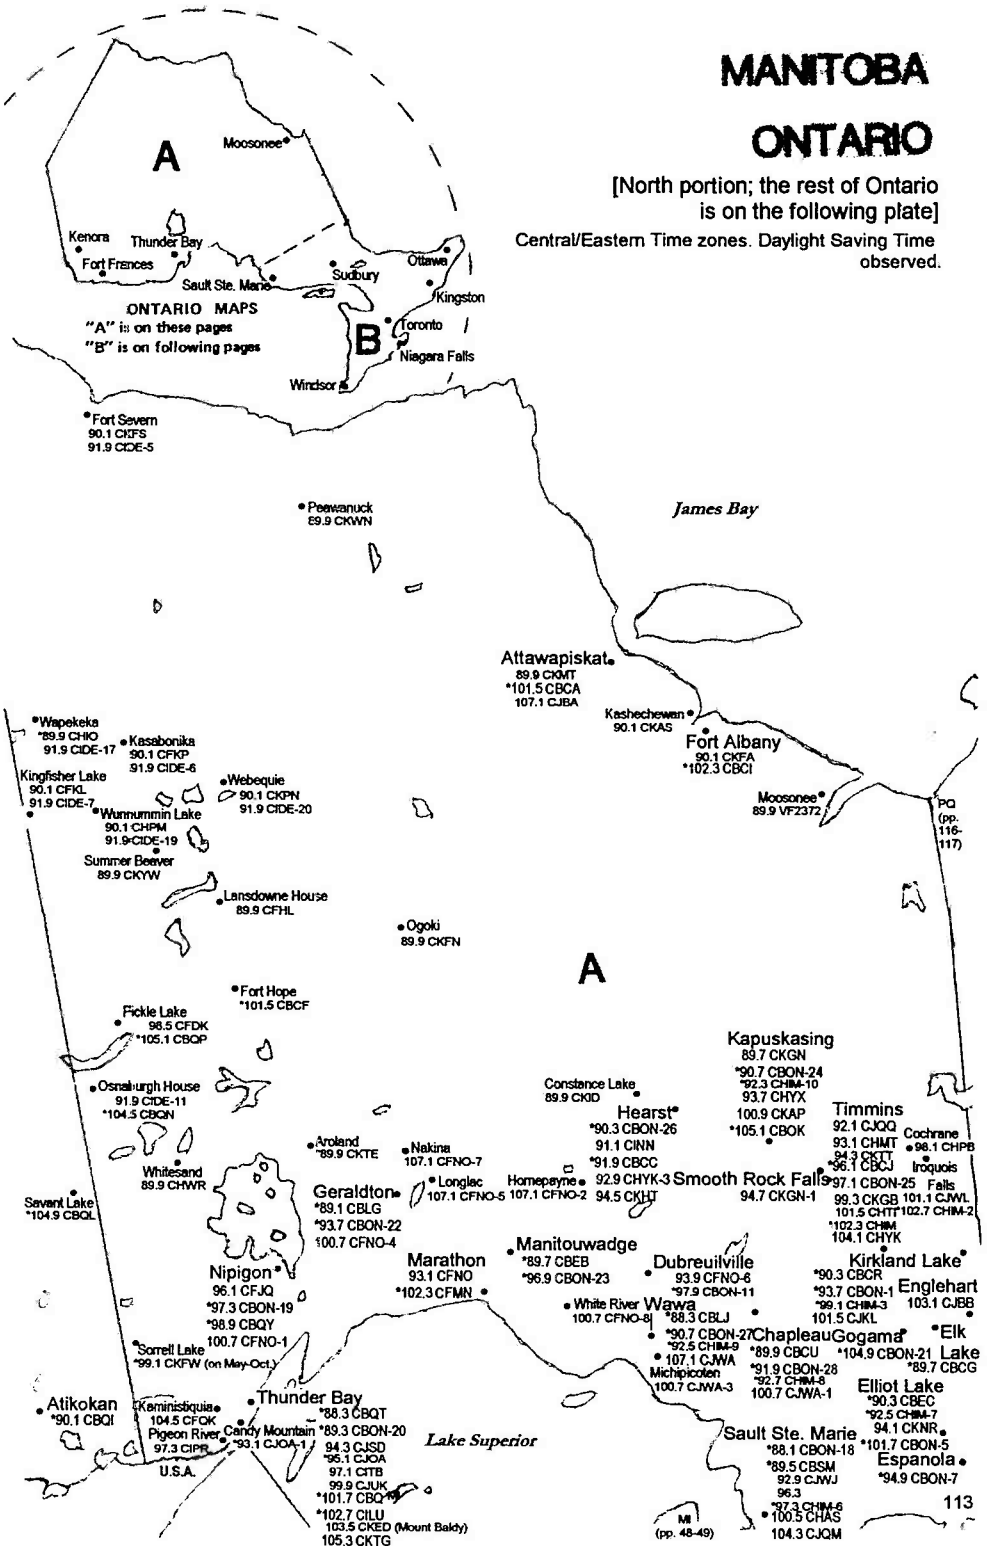 MANITOBA
ONTARIO
[North portion; the rest of Ontario
is on the following plate]
Central/Eastern Time zones. Daylight Saving Time
observed.
A
Moosonee
Kenora
Thunder Bay
Fort Frances
Sault Ste. Marie
Sudbury
Ottawa
Kingston
Toronto
Niagara Falls
Windsor
B
ONTARIO MAPS
"A" is on these pages
"B" is on following pages
Fort Severn
90.1 CKFS
91.9 CIDE-5
Peawanuck
89.9 CKWN
James Bay
Attawapiskat
89.9 CKMT
*101.5 CBCA
107.1 CJBA
Kashechewan
90.1 CKAS
Fort Albany
90.1 CKFA
*102.3 CBCI
Moosonee
89.9 VF2372
PQ
(pp.
116-
117)
Wapekeka
*89.9 CHIO
91.9 CIDE-17
Kasabonika
90.1 CFKP
91.9 CIDE-6
Kingfisher Lake
90.1 CFKL
91.9 CIDE-7
Webequie
90.1 CKPN
91.9 CIDE-20
Wunnummin Lake
90.1 CHPM
91.9 CIDE-19
Summer Beaver
89.9 CKYW
Lansdowne House
89.9 CFHL
Ogoki
89.9 CKFN
A
Fort Hope
*101.5 CBCF
Pickle Lake
98.5 CFDK
*105.1 CBQP
Osnaburgh House
91.9 CIDE-11
*104.5 CBQN
Whitesand
89.9 CHWR
Savant Lake
*104.9 CBQL
Aroland
*89.9 CKTE
Nakina
107.1 CFNO-7
Longlac
107.1 CFNO-5
Geraldton
*89.1 CBLG
*93.7 CBON-22
100.7 CFNO-4
Constance Lake
89.9 CKID
Hearst
*90.3 CBON-26
91.1 CINN
*91.9 CBCC
92.9 CHYK-3
94.5 CKHT
Hornepayne
107.1 CFNO-2
Kapuskasing
89.7 CKGN
*90.7 CBON-24
*92.3 CHIM-10
93.7 CHYX
100.9 CKAP
*105.1 CBOK
Smooth Rock Falls
94.7 CKGN-1
Timmins
92.1 CJQQ
93.1 CHMT
94.3 CKTT
*96.1 CBCJ
*97.1 CBON-25
99.3 CKGB
101.5 CHTT
*102.3 CHIM
104.1 CHYK
Cochrane
98.1 CHPB
Iroquois
Falls
101.1 CJWL
*102.7 CHIM-2
Nipigon
96.1 CFJQ
*97.3 CBON-19
*98.9 CBQY
100.7 CFNO-1
Marathon
93.1 CFNO
*102.3 CFMN
Manitouwadge
*89.7 CBEB
*96.9 CBON-23
Dubreuilville
93.9 CFNO-6
*97.9 CBON-11
White River
100.7 CFNO-8
Wawa
*88.3 CBLJ
*90.7 CBON-27
*92.5 CHIM-9
107.1 CJWA
Michipicoten
100.7 CJWA-3
Chapleau
*89.9 CBCU
*91.9 CBON-28
*92.7 CHIM-8
100.7 CJWA-1
Gogama
*104.9 CBON-21
Kirkland Lake
*90.3 CBCR
*93.7 CBON-1
*99.1 CHIM-3
101.5 CJKL
Englehart
103.1 CJBB
Elk
Lake
*89.7 CBCG
Elliot Lake
*90.3 CBEC
*92.5 CHIM-7
94.1 CKNR
*101.7 CBON-5
Espanola
*94.9 CBON-7
Sault Ste. Marie
*88.1 CBON-18
*89.5 CBSM
92.9 CJWJ
96.3
*97.3 CHIM-6
100.5 CHAS
104.3 CJQM
Sorrell Lake
*99.1 CKFW (on May-Oct.)
Atikokan
*90.1 CBQI
Kaministiquia
104.5 CFQK
Pigeon River
97.3 CIPR
U.S.A.
Candy Mountain
*93.1 CJOA-1
Thunder Bay
*88.3 CBQT
*89.3 CBON-20
94.3 CJSD
*95.1 CJOA
97.1 CITB
99.9 CJUK
*101.7 CBQ
*102.7 CILU
103.5 CKED (Mount Baldy)
105.3 CKTG
Lake Superior
MI
(pp. 48-49)
113